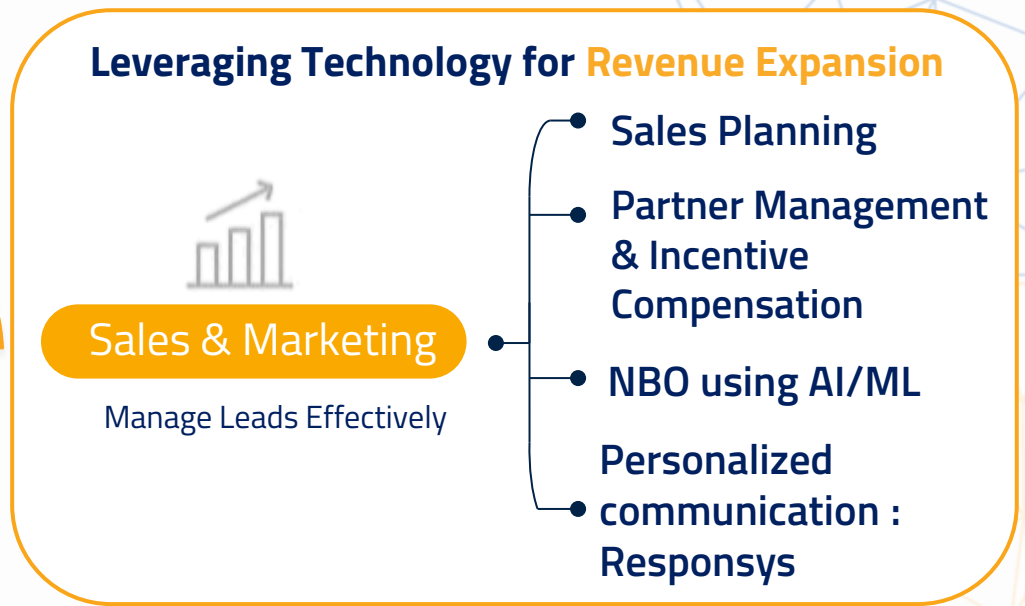 Leveraging Technology for Revenue Expansion
Sales & Marketing
Manage Leads Effectively
Sales Planning
Partner Management
& Incentive
Compensation
NBO using AI/ML
Personalized
communication :
Responsys